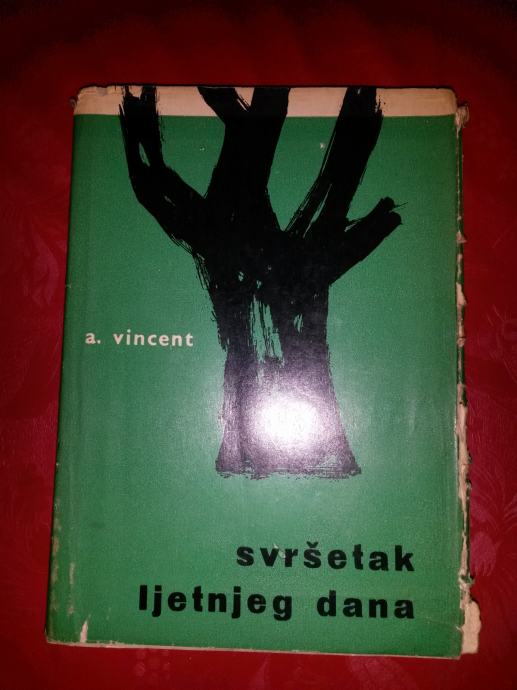 a. vincent
svršetak
ljetnjeg dana